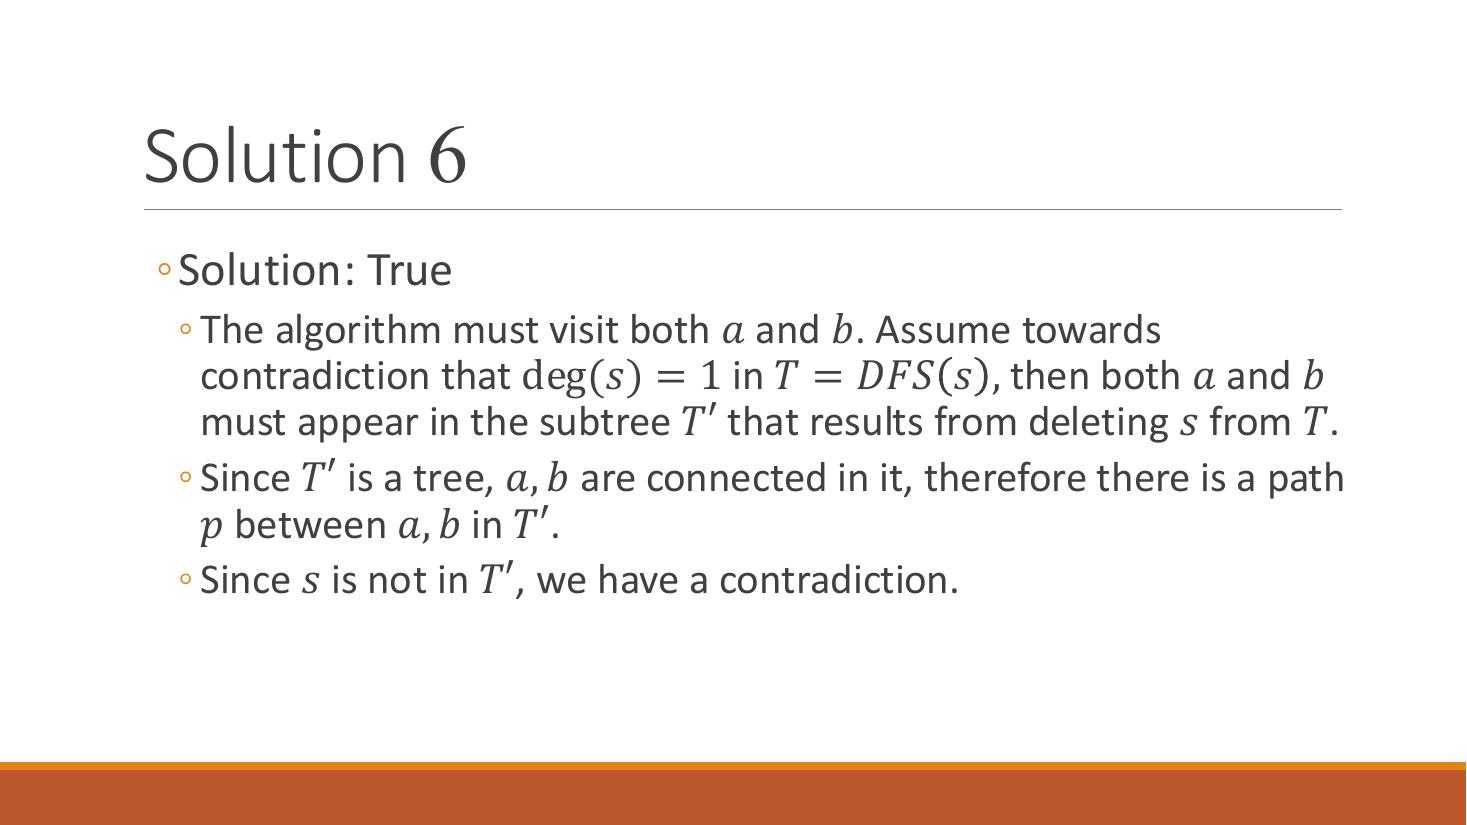 Solution 6
◦Solution: True
◦The algorithm must visit both 𝑎 and 𝑏. Assume towards
contradiction that deg(𝑠) = 1 in 𝑇 = 𝐷𝐹𝑆(𝑠), then both 𝑎 and 𝑏
must appear in the subtree 𝑇′ that results from deleting 𝑠 from 𝑇.
◦Since 𝑇′ is a tree, 𝑎, 𝑏 are connected in it, therefore there is a path
𝑝 between 𝑎, 𝑏 in 𝑇′.
◦Since 𝑠 is not in 𝑇′, we have a contradiction.